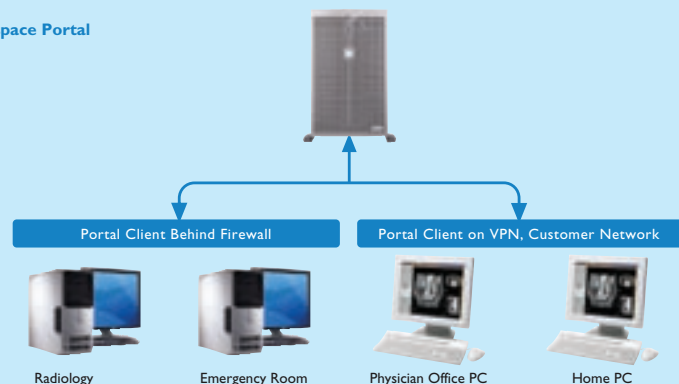 pace Portal
Portal Client Behind Firewall
Portal Client on VPN, Customer Network
Radiology
Emergency Room
Physician Office PC
Home PC